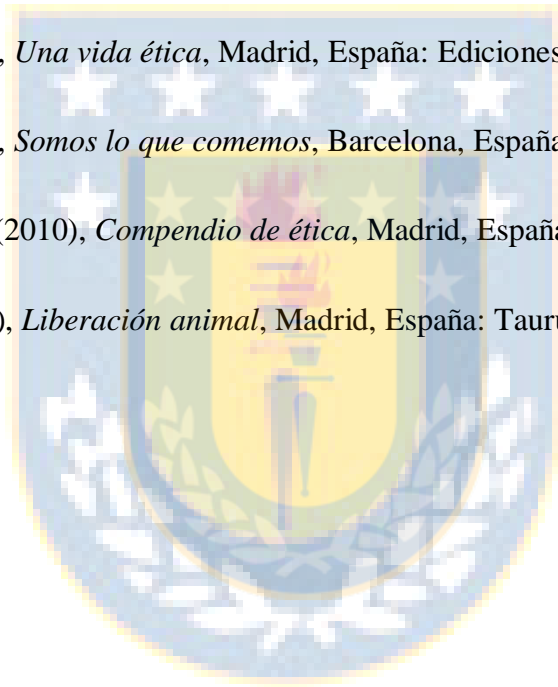 , Una vida ética, Madrid, España: Ediciones
, Somos lo que comemos, Barcelona, España
(2010), Compendio de ética, Madrid, España
), Liberación animal, Madrid, España: Tauru